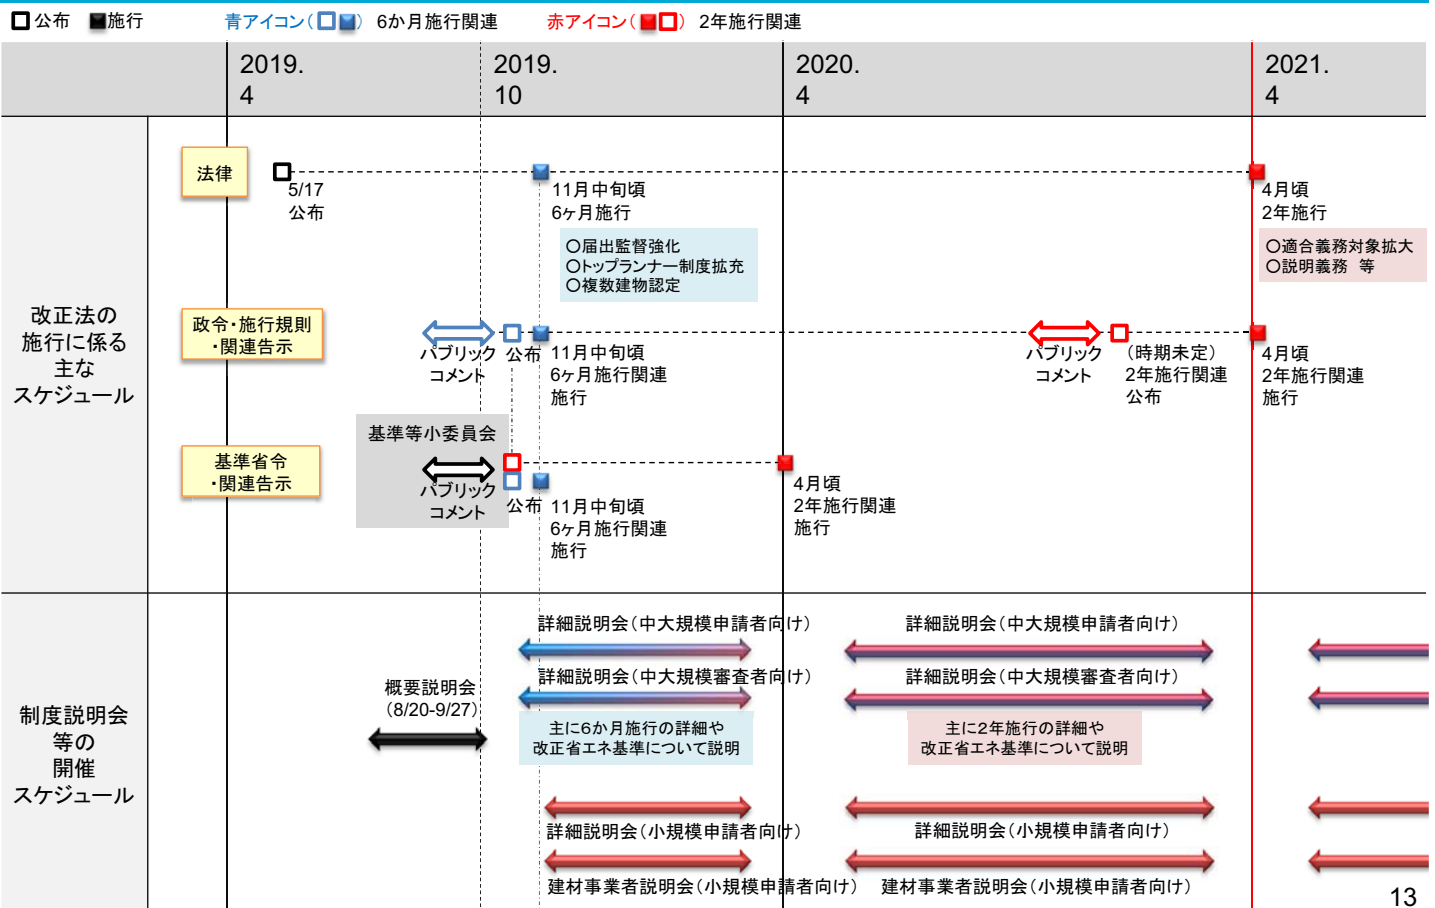 公布 施行 青アイコン( ) 6か月施行関連 赤アイコン( ) 2年施行関連
2019.
4
2019.
10
2020.
4
2021.
4
改正法の
施行に係る
主な
スケジュール
法律
5/17
公布
11月中旬頃
6ヶ月施行
○届出監督強化
○トップランナー制度拡充
○複数建物認定
4月頃
2年施行
○適合義務対象拡大
○説明義務 等
政令・施行規則
・関連告示
パブリック
コメント
公布
11月中旬頃
6ヶ月施行関連
施行
パブリック
コメント
(時期未定)
2年施行関連
公布
4月頃
2年施行関連
施行
基準省令
・関連告示
基準等小委員会
パブリック
コメント
公布
11月中旬頃
6ヶ月施行関連
施行
4月頃
2年施行関連
施行
制度説明会
等の
開催
スケジュール
概要説明会
(8/20-9/27)
詳細説明会(中大規模申請者向け)
詳細説明会(中大規模審査者向け)
主に6か月施行の詳細や
改正省エネ基準について説明
詳細説明会(小規模申請者向け)
建材事業者説明会(小規模申請者向け)
詳細説明会(中大規模申請者向け)
詳細説明会(中大規模審査者向け)
主に2年施行の詳細や
改正省エネ基準について説明
詳細説明会(小規模申請者向け)
建材事業者説明会(小規模申請者向け)
13